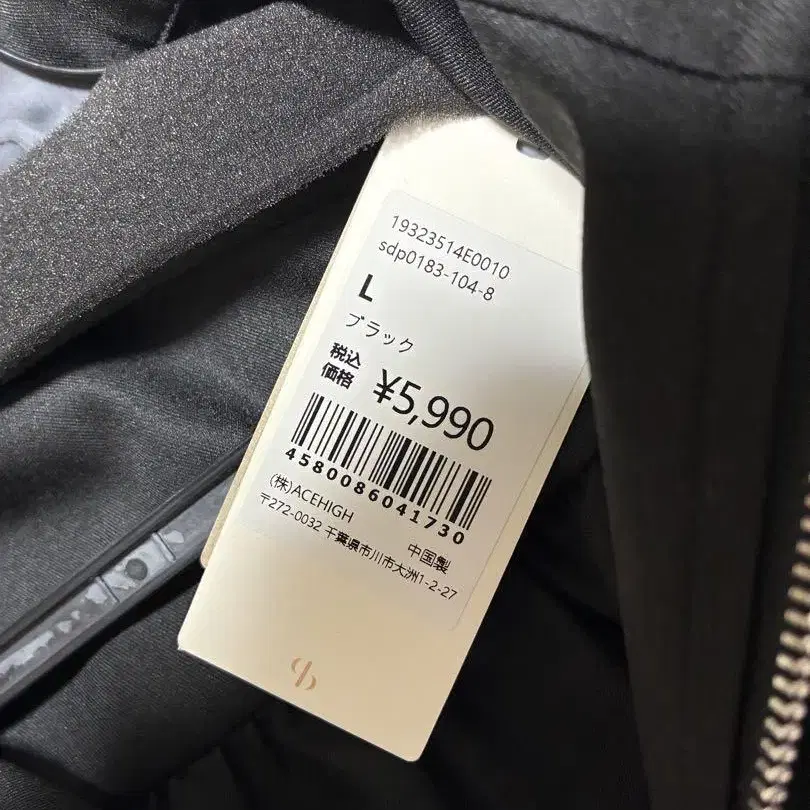 19323514E0010
sdp0183-104-8
L
ブラック
税込
価格
¥5,990
4580086041730
(株)ACEHIGH
中国製
〒272-0032 千葉県市川市大洲1-2-27